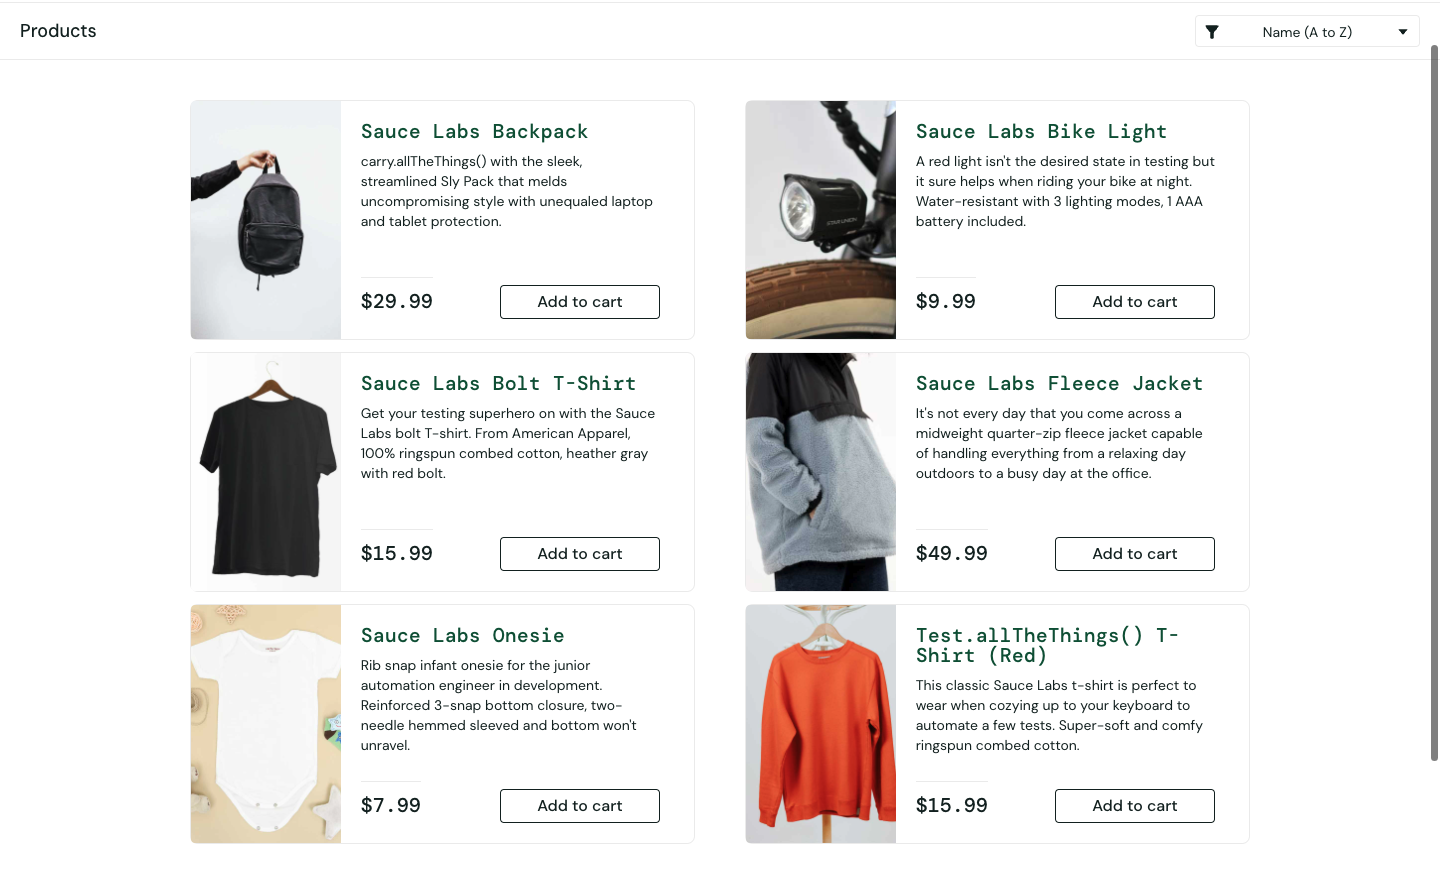 Products
Name (A to Z)
Sauce Labs Backpack
carry.allTheThings() with the sleek,
streamlined Sly Pack that melds
uncompromising style with unequaled laptop
and tablet protection.
$29.99
Add to cart
Sauce Labs Bike Light
A red light isn't the desired state in testing but
it sure helps when riding your bike at night.
Water-resistant with 3 lighting modes, 1 AAA
battery included.
$9.99
Add to cart
Sauce Labs Bolt T-Shirt
Get your testing superhero on with the Sauce
Labs bolt T-shirt. From American Apparel,
100% ringspun combed cotton, heather gray
with red bolt.
$15.99
Add to cart
Sauce Labs Fleece Jacket
It's not every day that you come across a
midweight quarter-zip fleece jacket capable
of handling everything from a relaxing day
outdoors to a busy day at the office.
$49.99
Add to cart
Sauce Labs Onesie
Rib snap infant onesie for the junior
automation engineer in development.
Reinforced 3-snap bottom closure, two-
needle hemmed sleeved and bottom won't
unravel.
$7.99
Add to cart
Test.allTheThings() T-
Shirt (Red)
This classic Sauce Labs t-shirt is perfect to
wear when cozying up to your keyboard to
automate a few tests. Super-soft and comfy
ringspun combed cotton.
$15.99
Add to cart